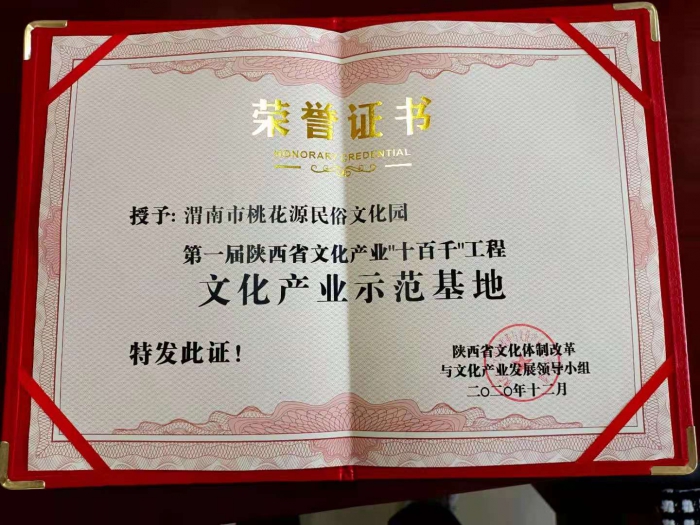 荣誉证书
HONORARY CREDENTIAL
授予: 渭南市桃花源民俗文化园
第一届陕西省文化产业"十百千"工程
文化产业示范基地
特发此证!
陕西省文化体制改革
与文化产业发展领导小组
二〇二〇年十二月